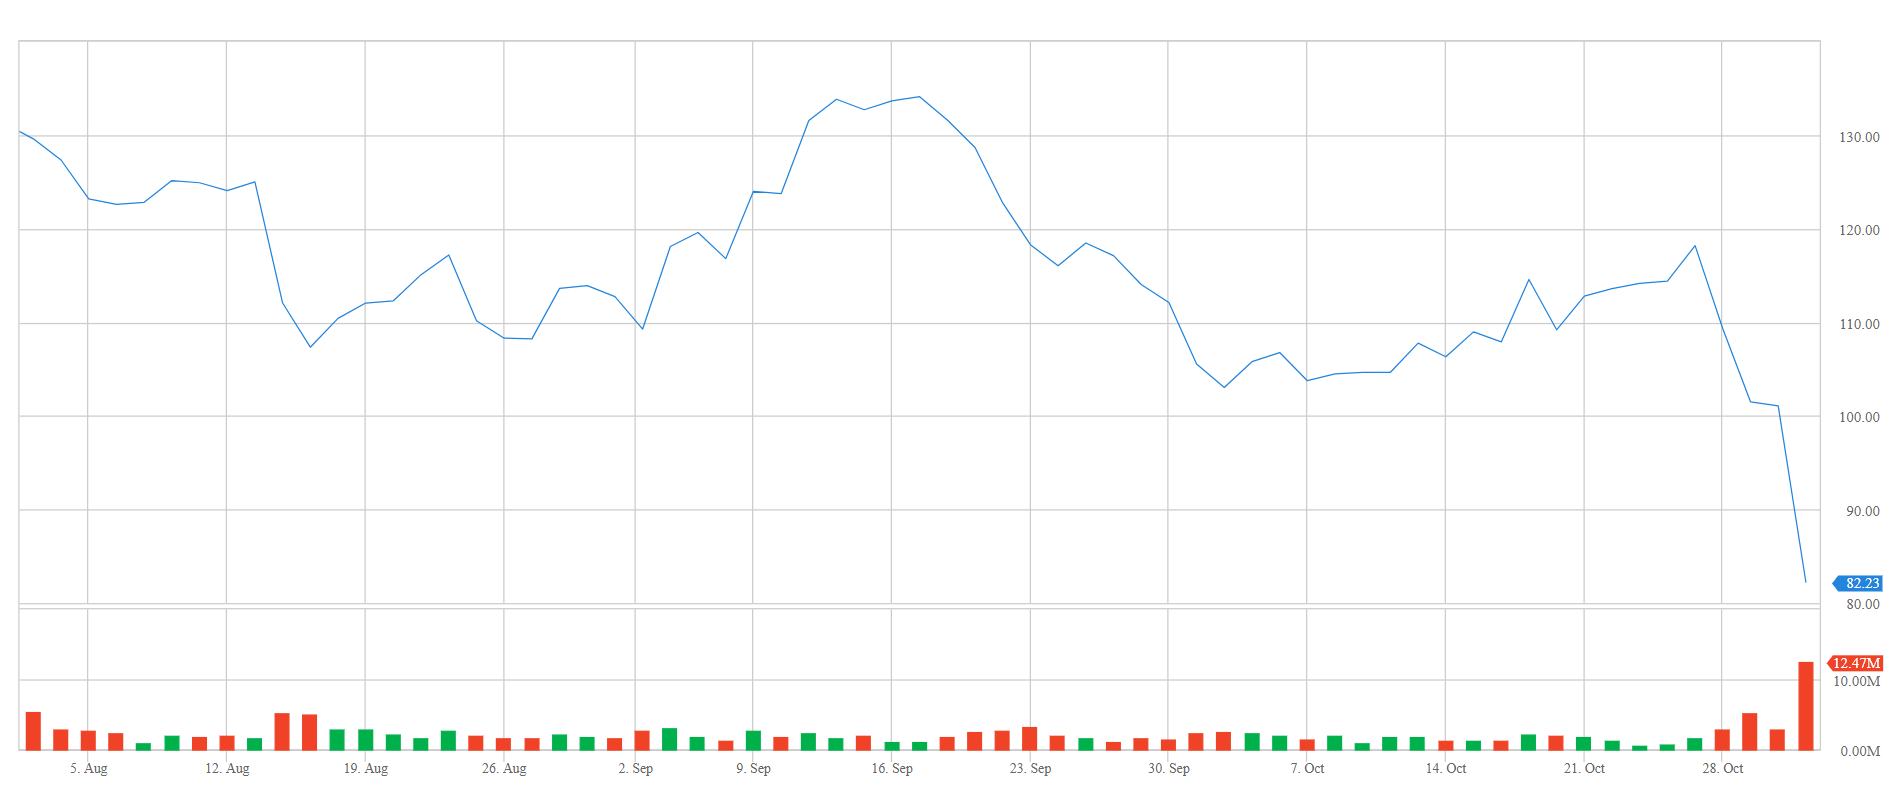 130.00
120.00
110.00
100.00
90.00
82.23
80.00
12.47M
10.00M
0.00M
5. Aug 12. Aug 19. Aug 26. Aug 2. Sep 9. Sep 16. Sep 23. Sep 30. Sep 7. Oct 14. Oct 21. Oct 28. Oct